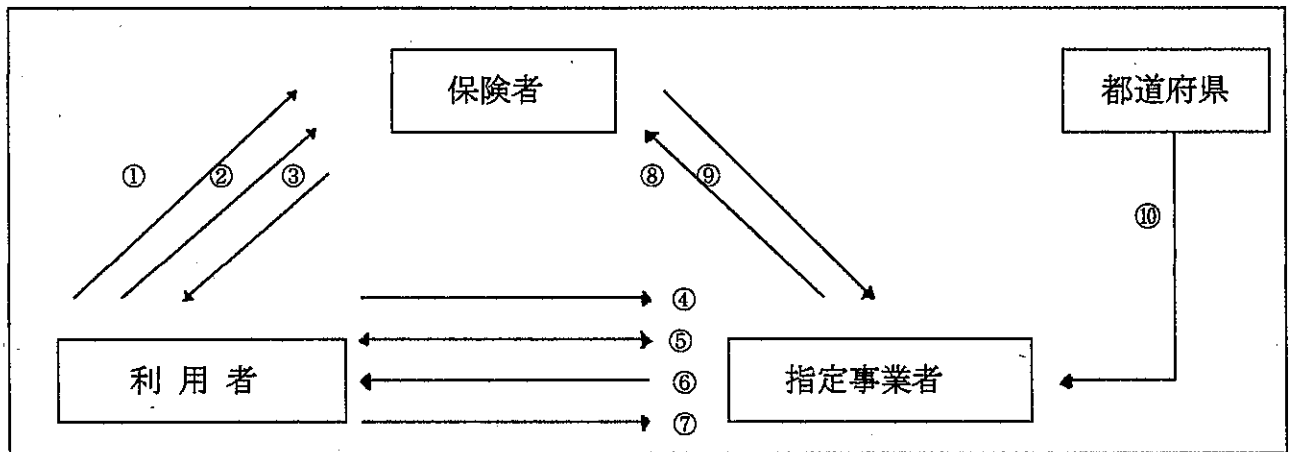 保険者
都道府県
①
②
③
⑧
⑨
⑩
④
⑤
利用者
指定事業者
⑥
⑦